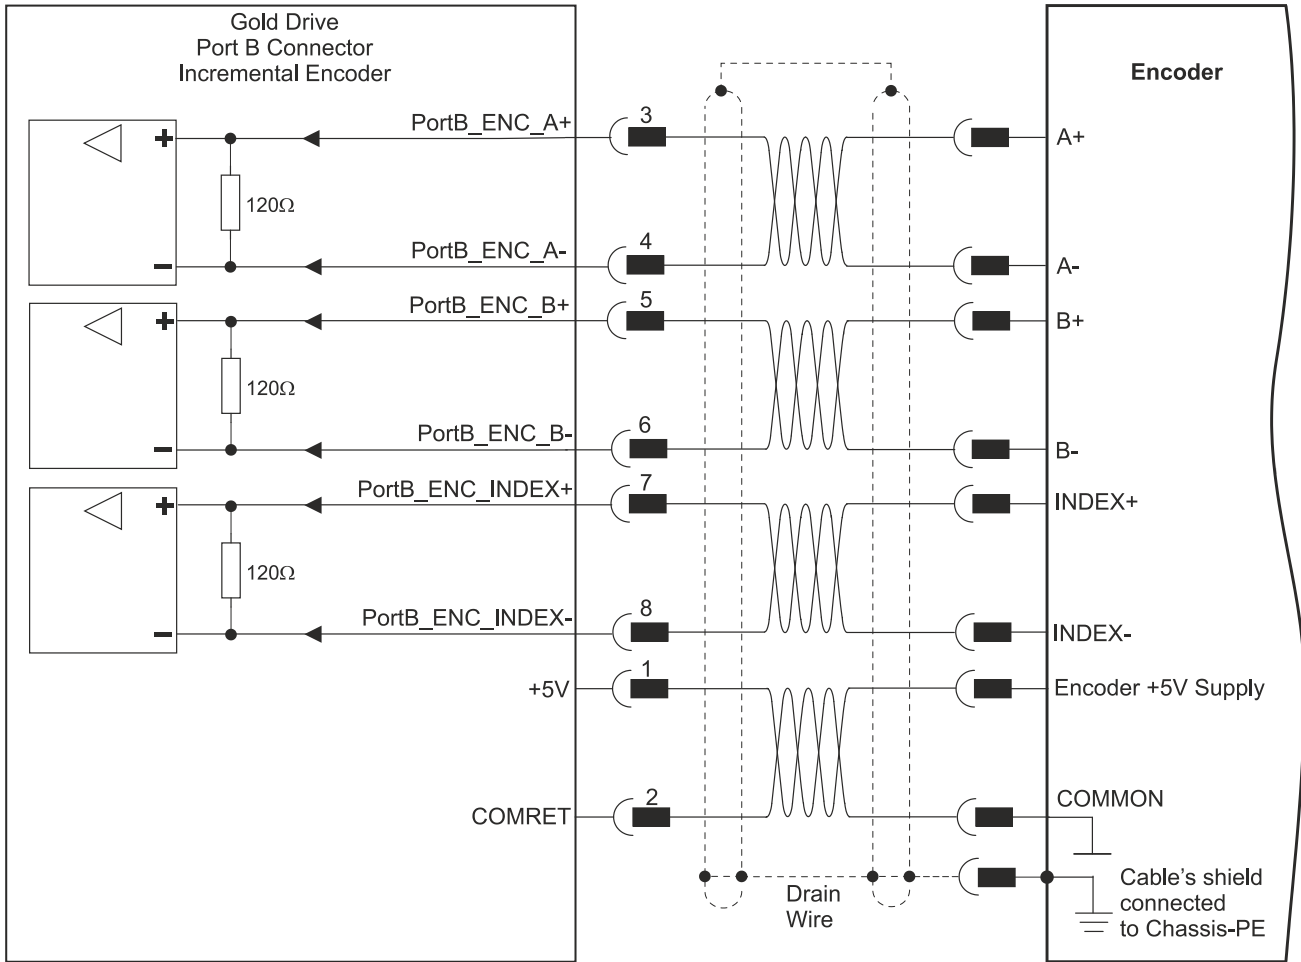 Gold Drive
Port B Connector
Incremental Encoder
Encoder
PortB_ENC_A+
3
A+
120Ω
PortB_ENC_A-
4
A-
PortB_ENC_B+
5
B+
120Ω
PortB_ENC_B-
6
B-
PortB_ENC_INDEX+
7
INDEX+
120Ω
PortB_ENC_INDEX-
8
INDEX-
+5V
1
Encoder +5V Supply
COMRET
2
COMMON
Drain
Wire
Cable's shield
connected
to Chassis-PE